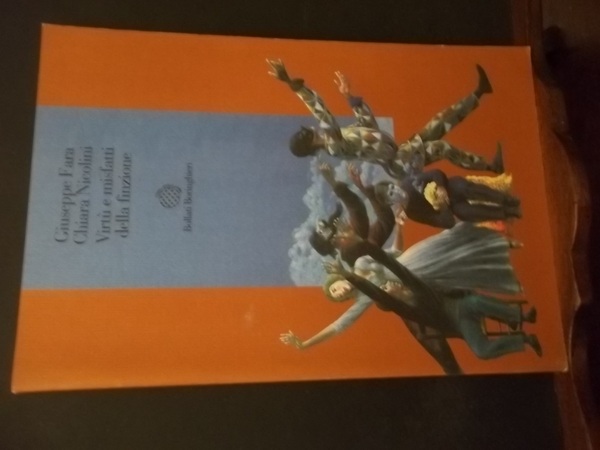 Giuseppe Fara
Chiara Nicolini
Virtù e misfatti
della finzione
Bollati Boringhieri